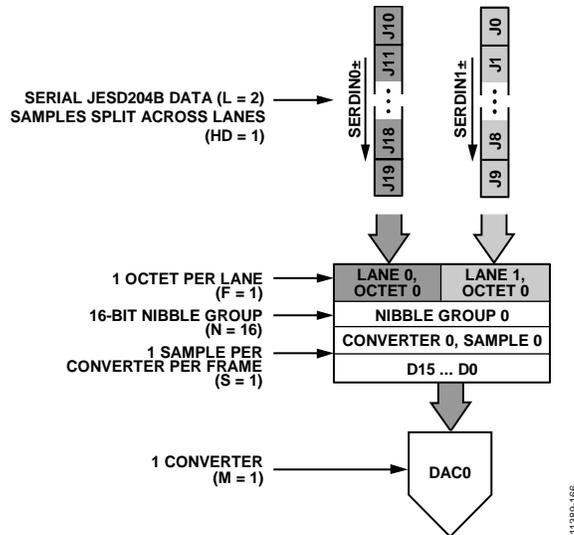 J10
J11
J18
J19
SERDIN0±
J0
J1
J8
J9
SERDIN1±
SERIAL JESD204B DATA (L = 2)
SAMPLES SPLIT ACROSS LANES
(HD = 1)
1 OCTET PER LANE
(F = 1)
LANE 0,
OCTET 0
LANE 1,
OCTET 0
16-BIT NIBBLE GROUP
(N = 16)
NIBBLE GROUP 0
1 SAMPLE PER
CONVERTER PER FRAME
(S = 1)
CONVERTER 0, SAMPLE 0
D15 ... D0
1 CONVERTER
(M = 1)
DAC0
11389-166